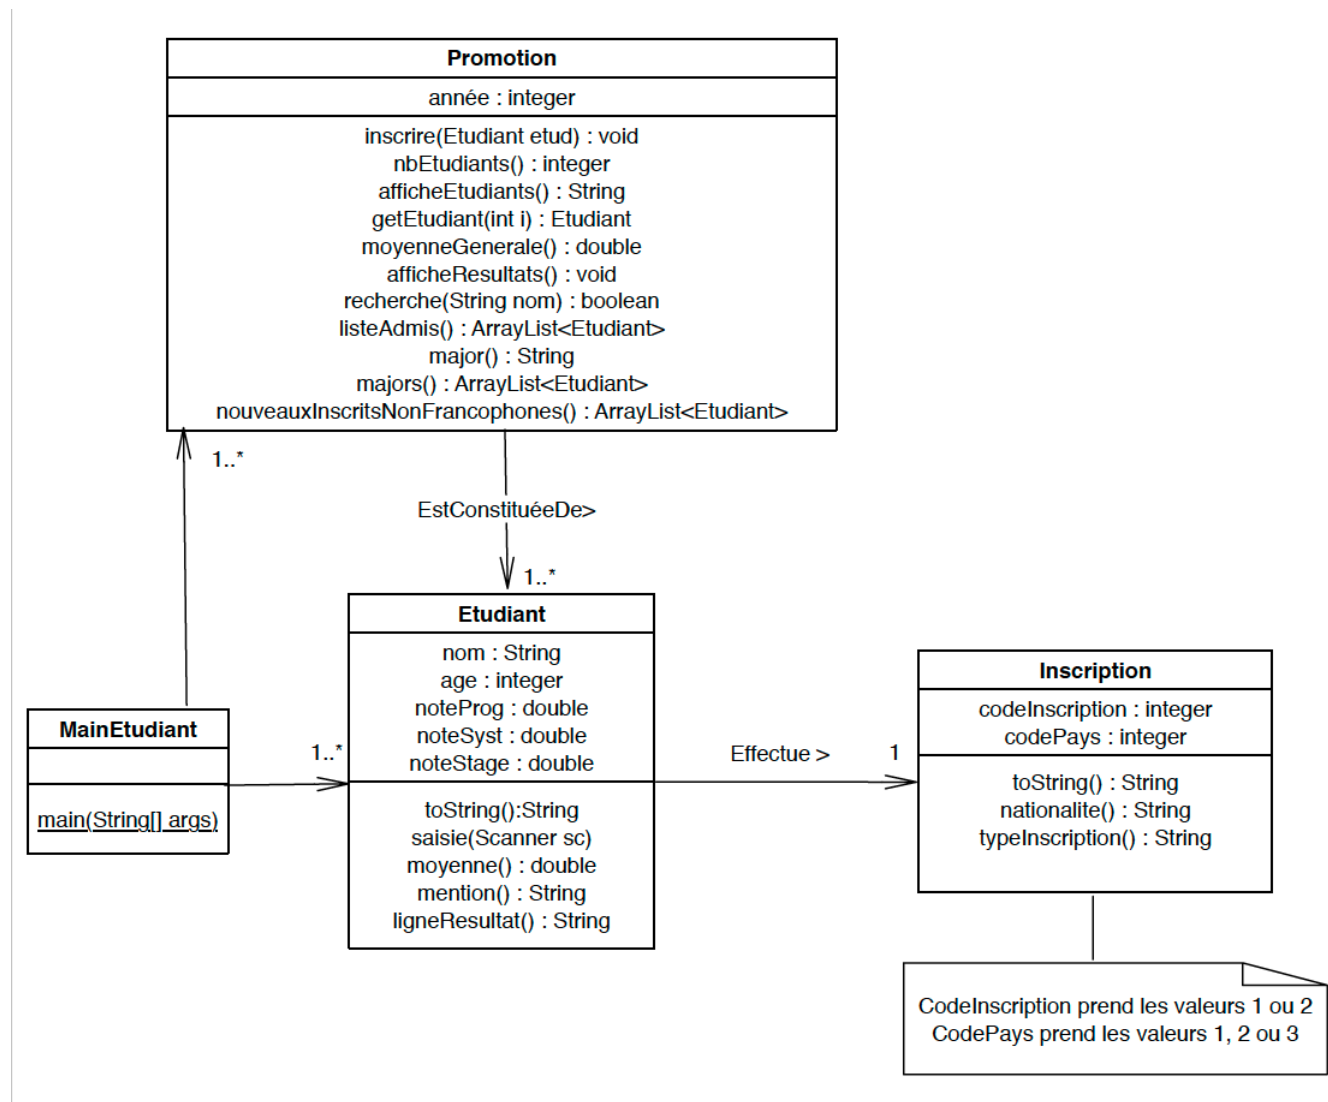 Promotion
année : integer
inscrire(Etudiant etud) : void
nbEtudiants() : integer
afficheEtudiants() : String
getEtudiant(int i) : Etudiant
moyenneGenerale() : double
afficheResultats() : void
recherche(String nom) : boolean
listeAdmis() : ArrayList<Etudiant>
major() : String
majors() : ArrayList<Etudiant>
nouveauxInscritsNonFrancophones() : ArrayList<Etudiant>
1..*
EstConstituéeDe>
1..*
Etudiant
nom : String
age : integer
noteProg : double
noteSyst : double
noteStage : double
toString():String
saisie(Scanner sc)
moyenne() : double
mention() : String
ligneResultat() : String
MainEtudiant
main(String[] args)
1..*
Effectue >
1
Inscription
codeInscription : integer
codePays : integer
toString() : String
nationalite() : String
typeInscription() : String
CodeInscription prend les valeurs 1 ou 2
CodePays prend les valeurs 1, 2 ou 3